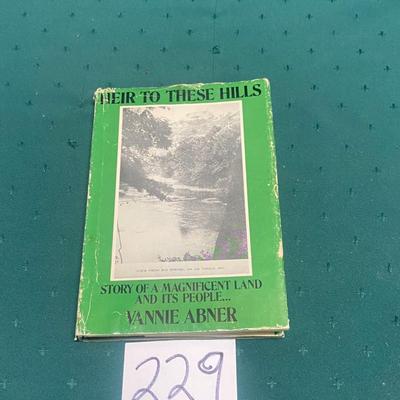 HEIR TO THESE HILLS
STORY OF A MAGNIFICENT LAND
AND ITS PEOPLE...
VANNIE ABNER
229